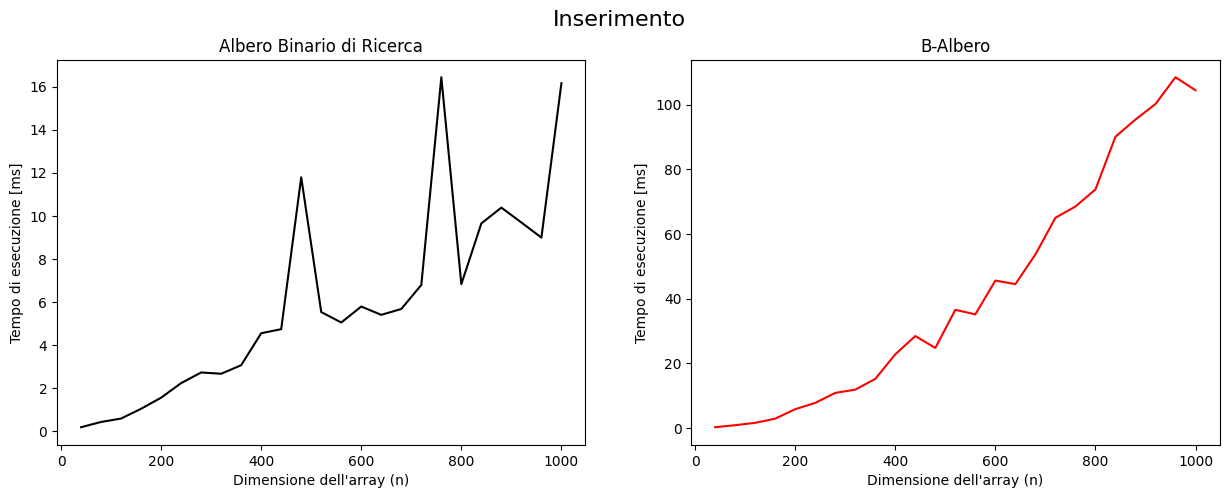 Inserimento
Albero Binario di Ricerca
Tempo di esecuzione [ms]
16
14
12
10
8
6
4
2
0
0 200 400 600 800 1000
Dimensione dell'array (n)
B-Albero
Tempo di esecuzione [ms]
100
80
60
40
20
0
0 200 400 600 800 1000
Dimensione dell'array (n)